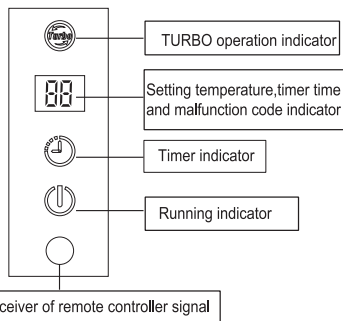 Turbo
TURBO operation indicator
88
Setting temperature,timer time
and malfunction code indicator
Timer indicator
Running indicator
ceiver of remote controller signal